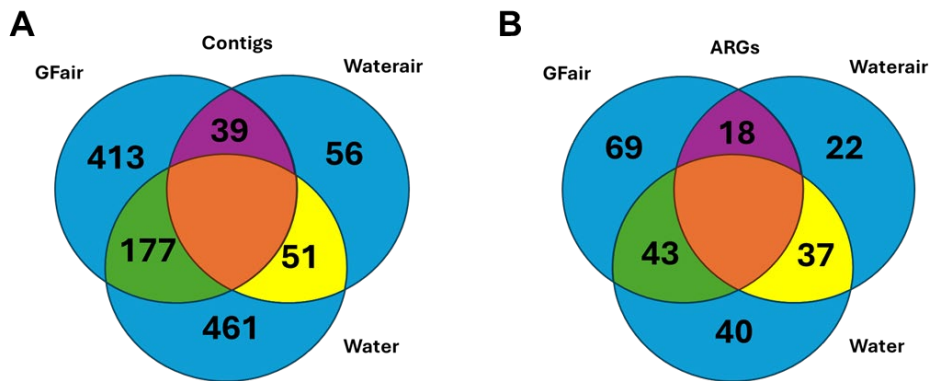 A
Contigs
GFair
Waterair
39
413
56
177
51
461
Water
B
ARGs
GFair
Waterair
18
69
22
43
37
40
Water